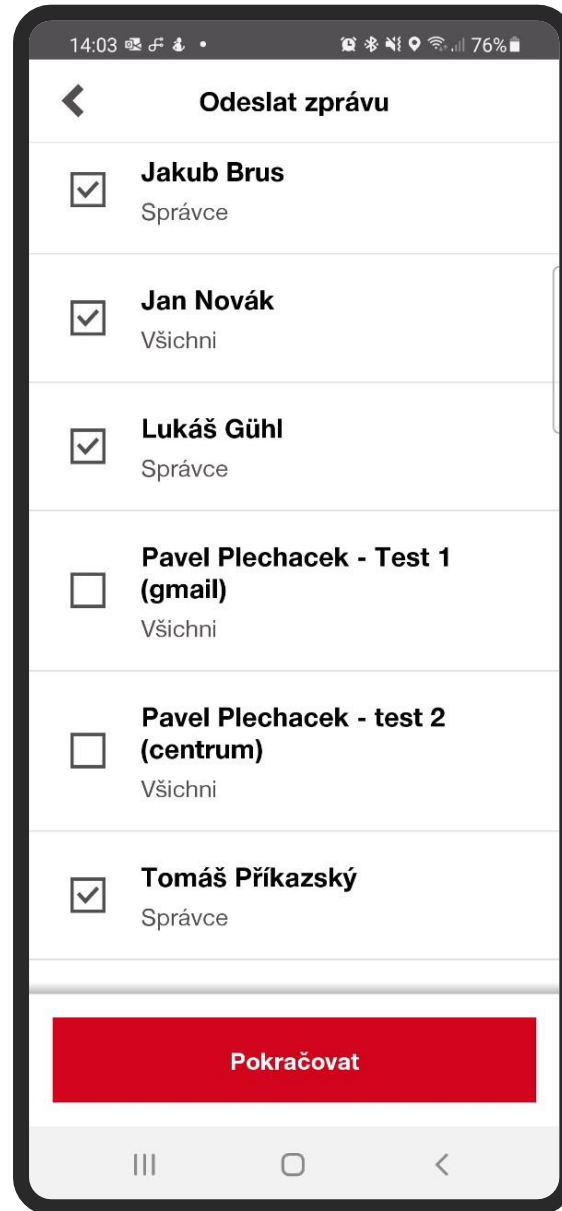 14:03 76%
Odeslat zprávu
Jakub Brus
Správce
Jan Novák
Všichni
Lukáš Gühl
Správce
Pavel Plechacek - Test 1
(gmail)
Všichni
Pavel Plechacek - test 2
(centrum)
Všichni
Tomáš Příkazský
Správce
Pokračovat